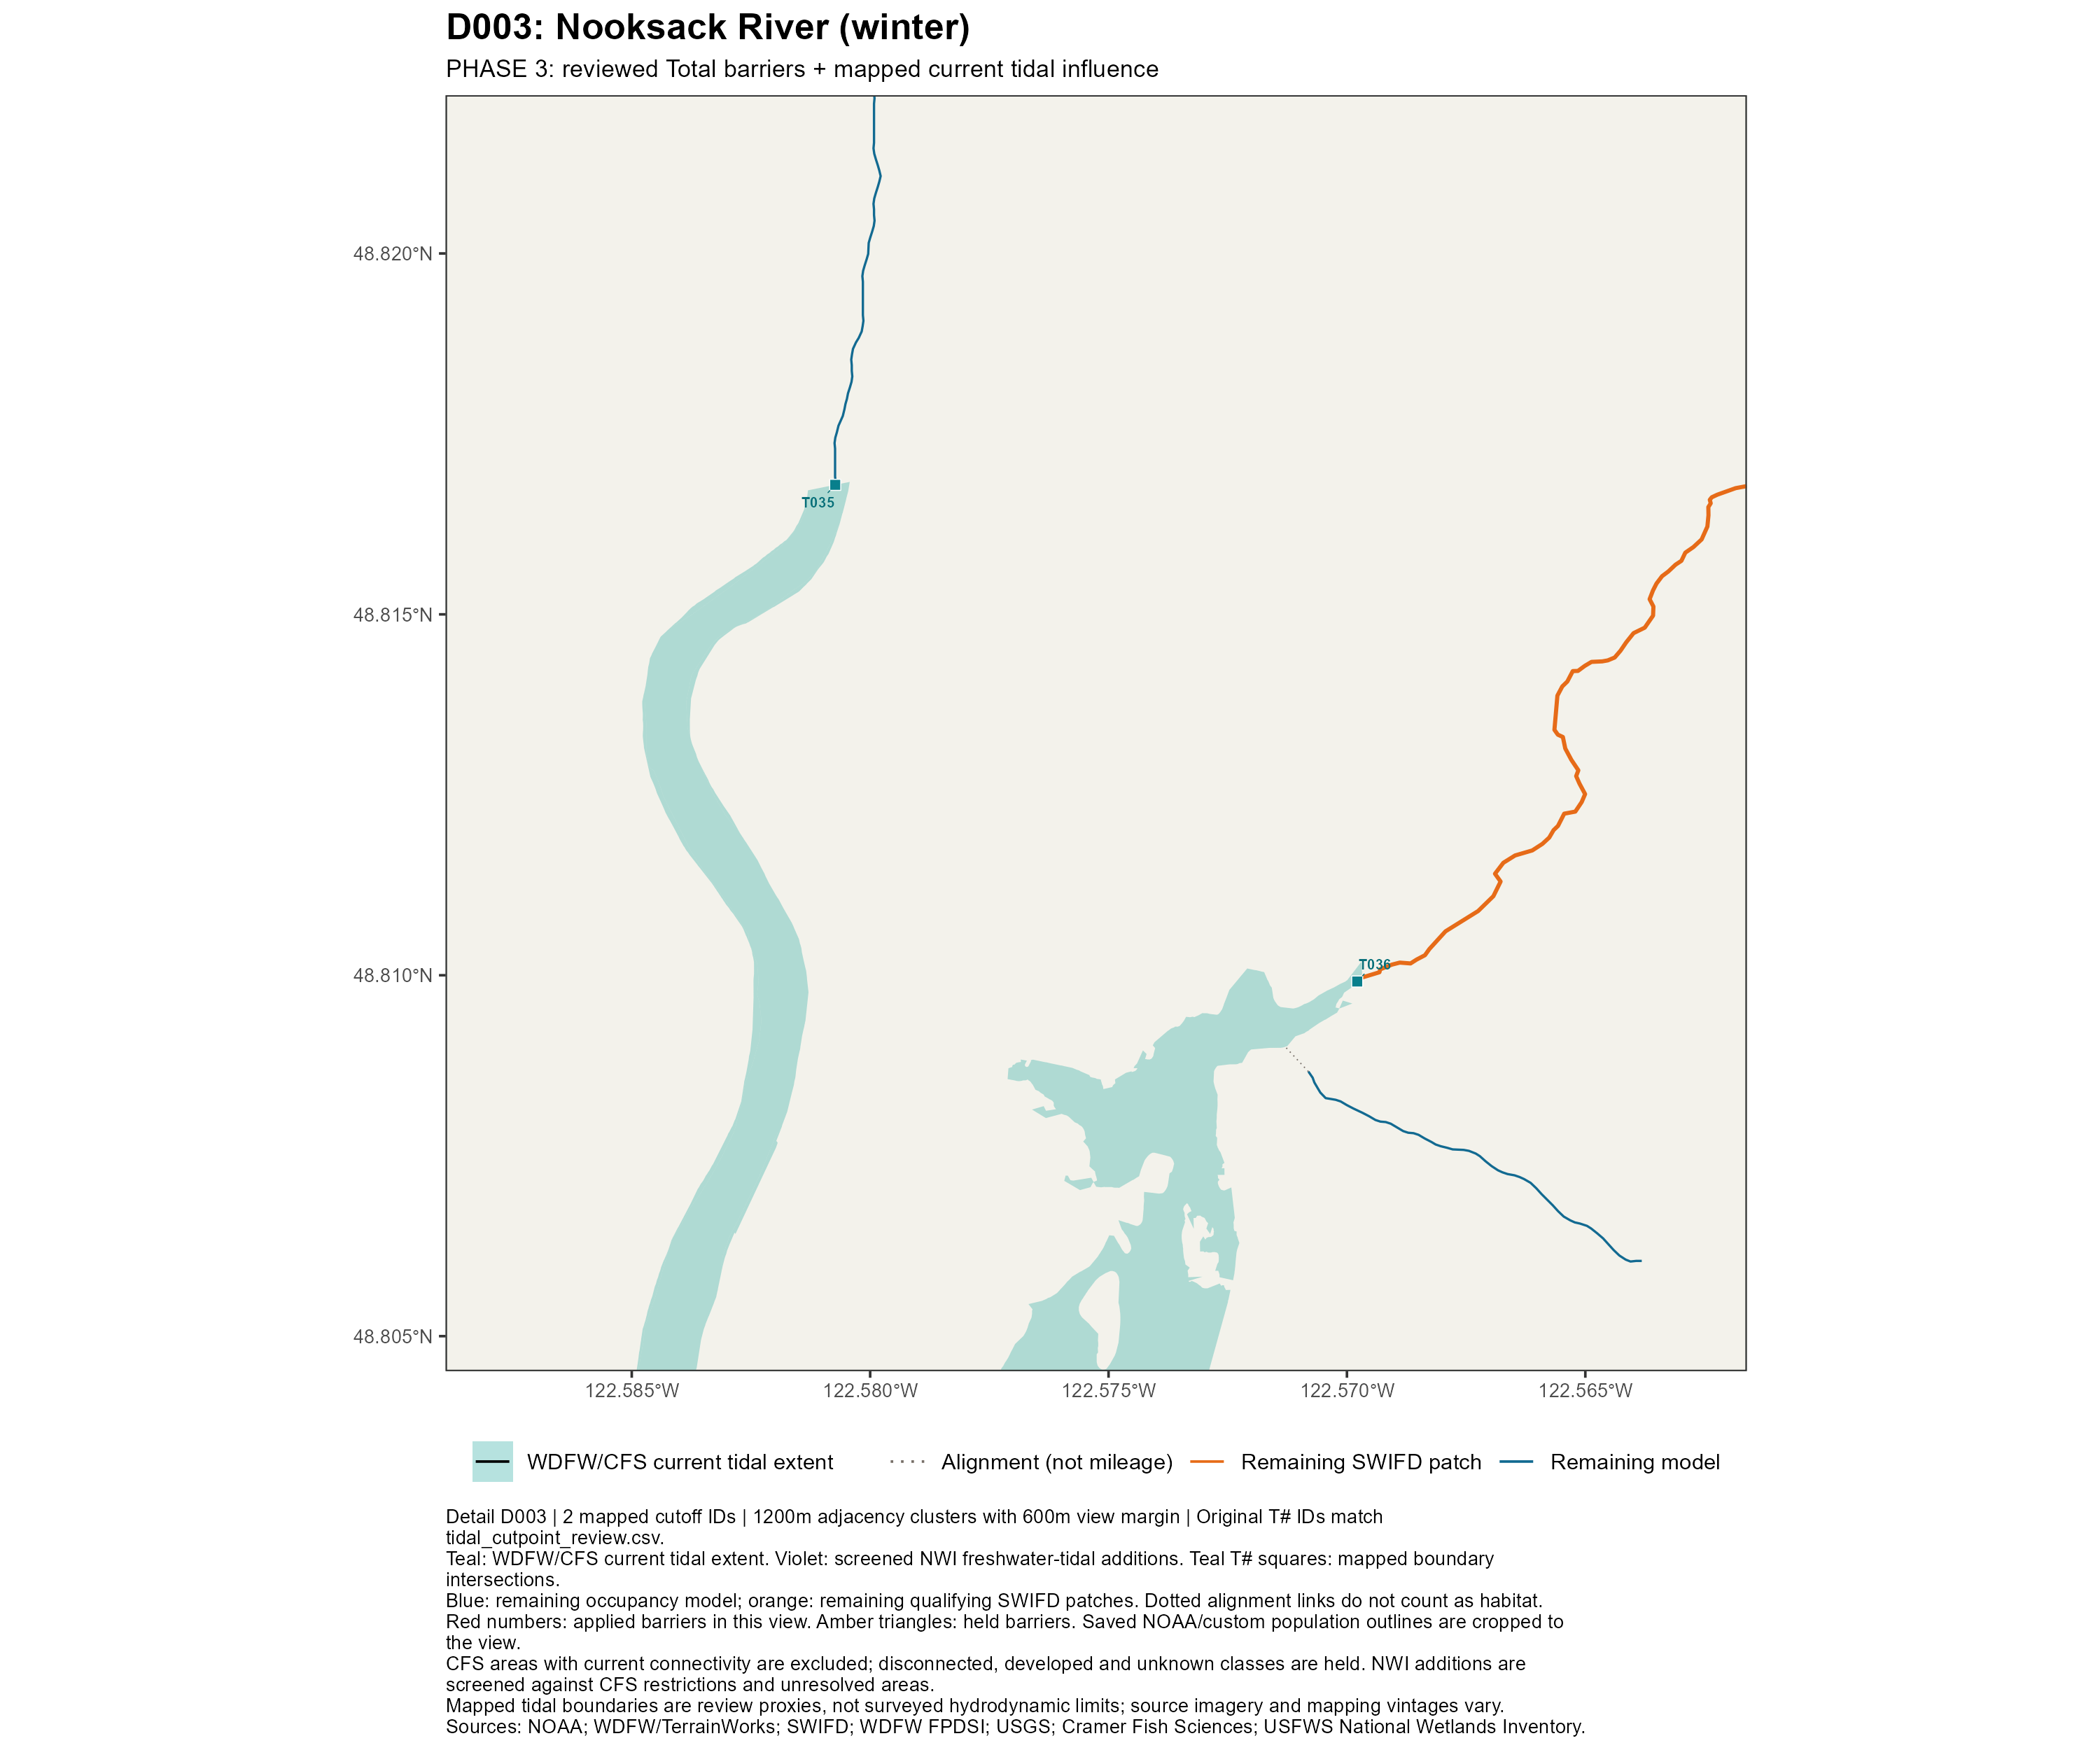 D003: Nooksack River (winter)
PHASE 3: reviewed Total barriers + mapped current tidal influence
48.820°N
48.815°N
48.810°N
48.805°N
T035
T036
122.585°W
122.580°W
122.575°W
122.570°W
122.565°W
WDFW/CFS current tidal extent
Alignment (not mileage)
Remaining SWIFD patch
Remaining model
Detail D003 | 2 mapped cutoff IDs | 1200m adjacency clusters with 600m view margin | Original T# IDs match
tidal_cutpoint_review.csv.
Teal: WDFW/CFS current tidal extent. Violet: screened NWI freshwater-tidal additions. Teal T# squares: mapped boundary
intersections.
Blue: remaining occupancy model; orange: remaining qualifying SWIFD patches. Dotted alignment links do not count as habitat.
Red numbers: applied barriers in this view. Amber triangles: held barriers. Saved NOAA/custom population outlines are cropped to
the view.
CFS areas with current connectivity are excluded; disconnected, developed and unknown classes are held. NWI additions are
screened against CFS restrictions and unresolved areas.
Mapped tidal boundaries are review proxies, not surveyed hydrodynamic limits; source imagery and mapping vintages vary.
Sources: NOAA; WDFW/TerrainWorks; SWIFD; WDFW FPDSI; USGS; Cramer Fish Sciences; USFWS National Wetlands Inventory.